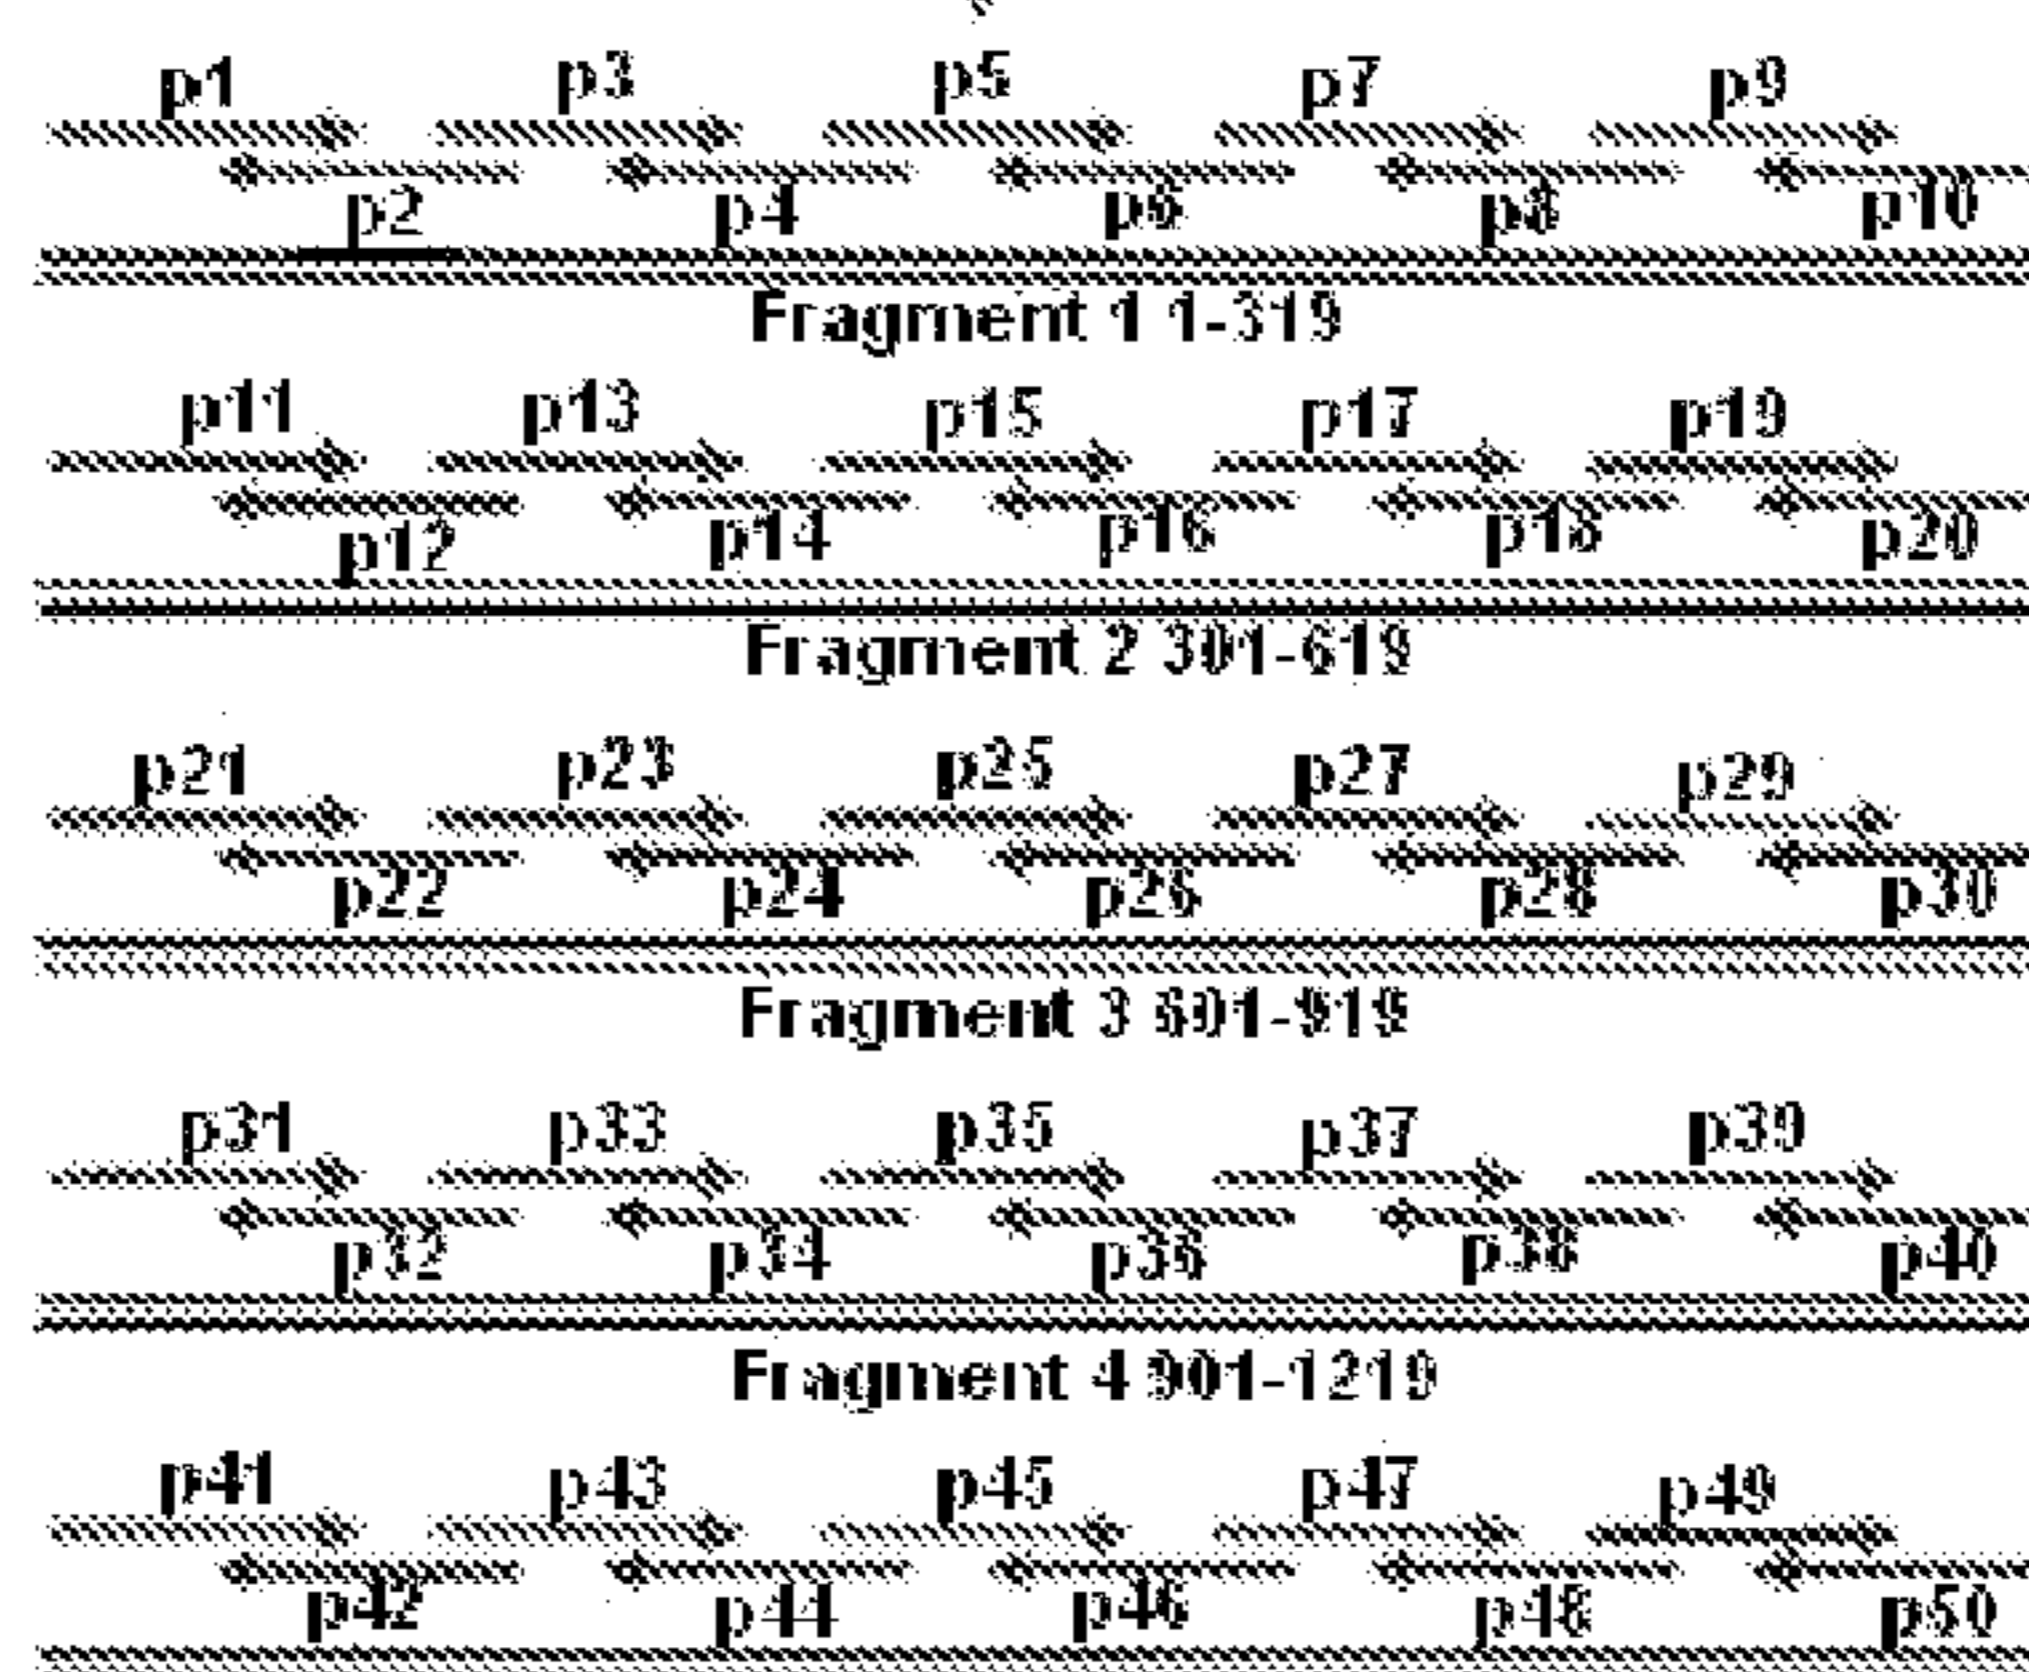 p1 p3 p5 p7 p9
p2 p4 p6 p8 p10
Fragment 1 1-319
p11 p13 p15 p17 p19
p12 p14 p16 p18 p20
Fragment 2 301-619
p21 p23 p25 p27 p29
p22 p24 p26 p28 p30
Fragment 3 601-919
p31 p33 p35 p37 p39
p32 p34 p36 p38 p40
Fragment 4 901-1219
p41 p43 p45 p47 p49
p42 p44 p46 p48 p50